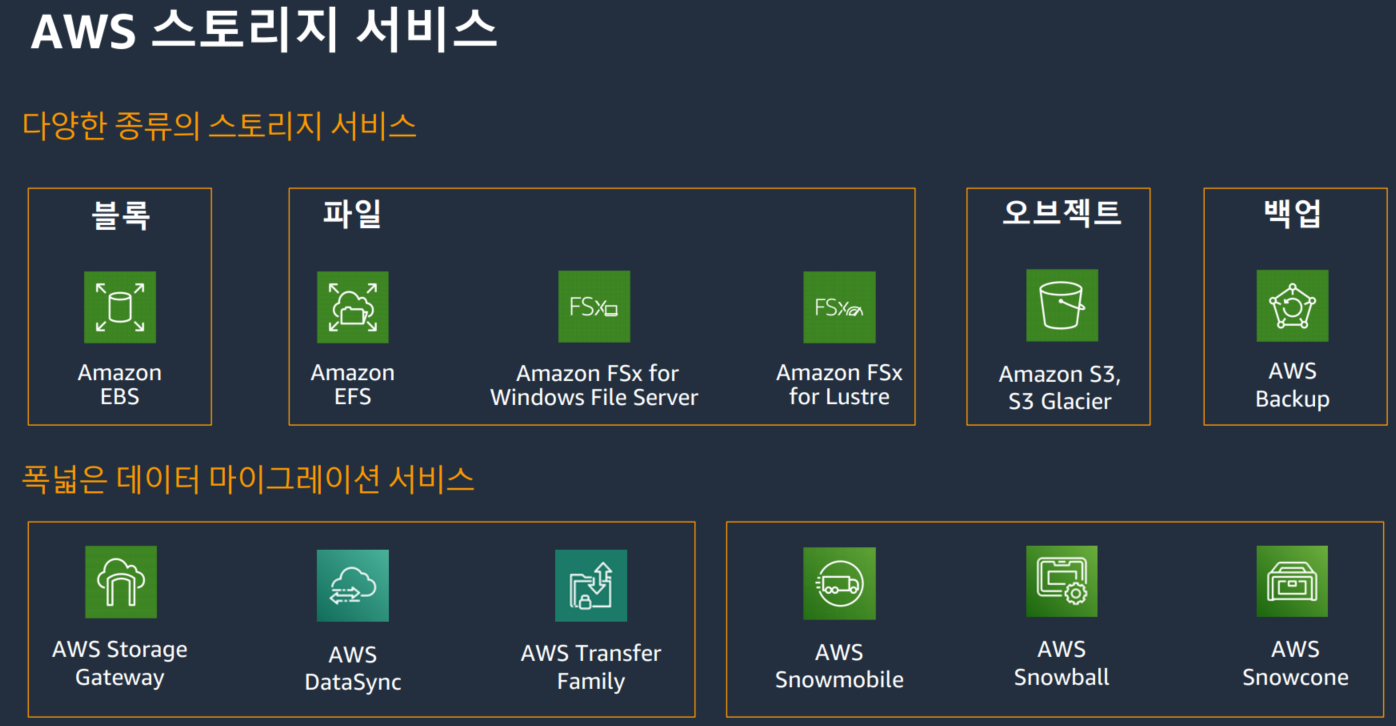 AWS 스토리지 서비스
다양한 종류의 스토리지 서비스
블록
Amazon
EBS
파일
Amazon
EFS
FSx
Amazon FSx for
Windows File Server
FSx
Amazon FSx
for Lustre
오브젝트
Amazon S3,
S3 Glacier
백업
AWS
Backup
폭넓은 데이터 마이그레이션 서비스
AWS Storage
Gateway
AWS
DataSync
AWS Transfer
Family
AWS
Snowmobile
AWS
Snowball
AWS
Snowcone